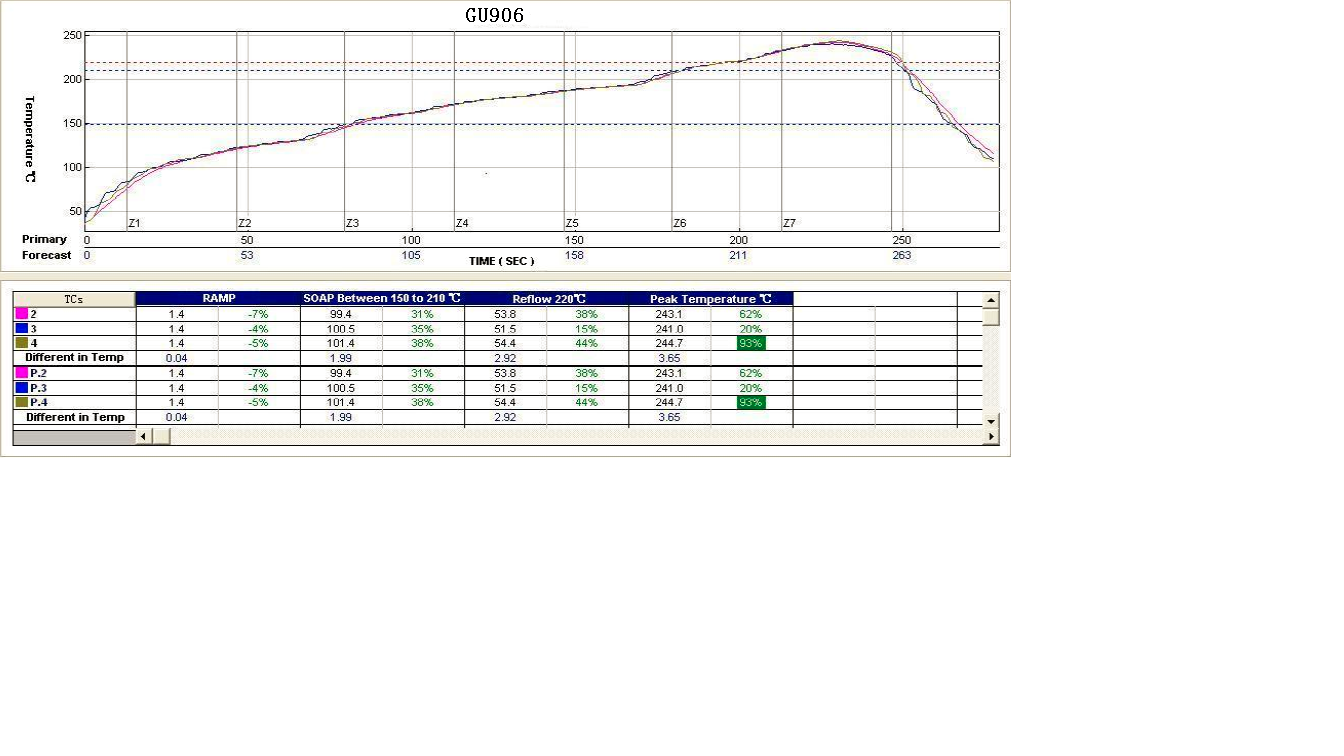 GU906
250
200
150
100
50
Temperature ℃
Z1 Z2 Z3 Z4 Z5 Z6 Z7
Primary 0 50 100 150 200 250
Forecast 0 53 105 158 211 263
TIME ( SEC )
TCs RAMP SOAP Between 150 to 210 ℃ Reflow 220℃ Peak Temperature ℃
2 1.4 -7% 99.4 31% 53.8 38% 243.1 62%
3 1.4 -4% 100.5 35% 51.5 15% 241.0 20%
4 1.4 -5% 101.4 38% 54.4 44% 244.7 93%
Different in Temp 0.04 1.99 2.92 3.65
P.2 1.4 -7% 99.4 31% 53.8 38% 243.1 62%
P.3 1.4 -4% 100.5 35% 51.5 15% 241.0 20%
P.4 1.4 -5% 101.4 38% 54.4 44% 244.7 93%
Different in Temp 0.04 1.99 2.92 3.65